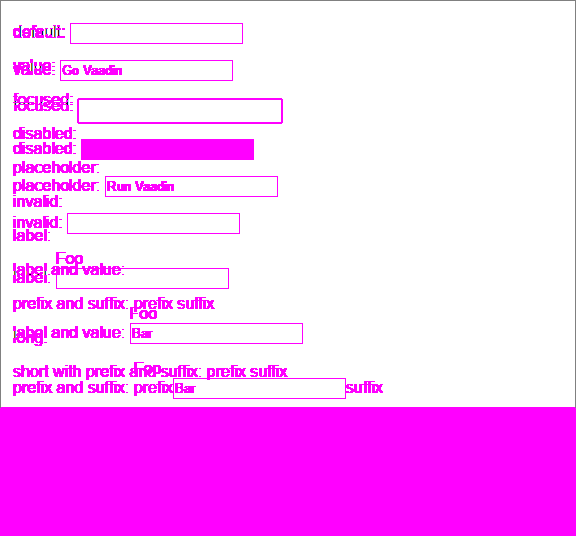 default:
value:
value: Go Vaadin
focused:
focused:
disabled:
disabled:
placeholder:
placeholder: Run Vaadin
invalid:
invalid:
label:
Foo
label and value:
label:
prefix and suffix: prefix suffix
Foo
label and value: Bar
long:
Foo
short with prefix and suffix: prefix suffix
prefix and suffix: prefix Bar suffix